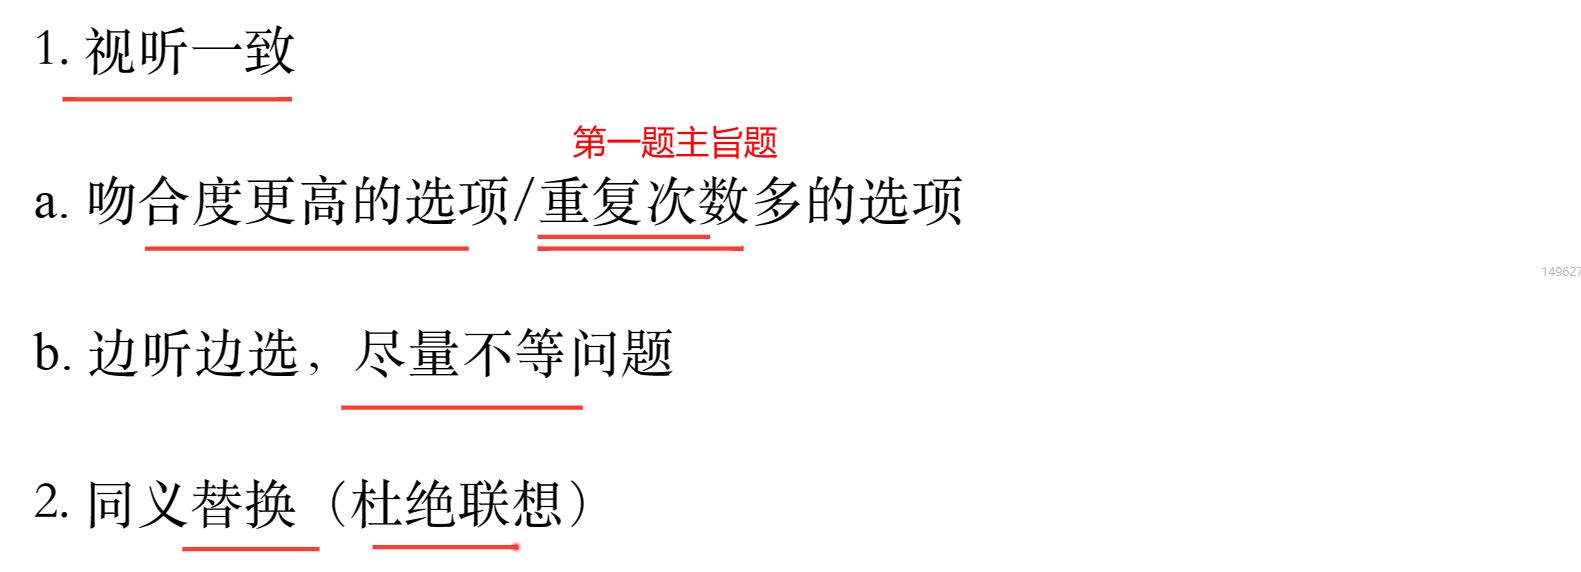 1. 视听一致
第一题主旨题
a. 吻合度更高的选项/重复次数多的选项
149627
b. 边听边选，尽量不等问题
2. 同义替换（杜绝联想）